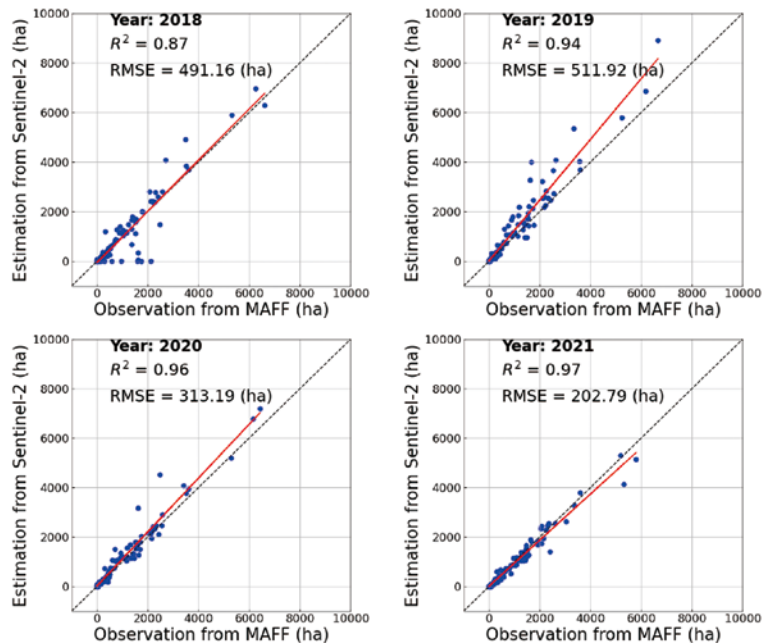 Year: 2018
R² = 0.87
RMSE = 491.16 (ha)
10000
8000
6000
4000
2000
0
Estimation from Sentinel-2 (ha)
0 2000 4000 6000 8000 10000
Observation from MAFF (ha)
Year: 2019
R² = 0.94
RMSE = 511.92 (ha)
10000
8000
6000
4000
2000
0
Estimation from Sentinel-2 (ha)
0 2000 4000 6000 8000 10000
Observation from MAFF (ha)
Year: 2020
R² = 0.96
RMSE = 313.19 (ha)
10000
8000
6000
4000
2000
0
Estimation from Sentinel-2 (ha)
0 2000 4000 6000 8000 10000
Observation from MAFF (ha)
Year: 2021
R² = 0.97
RMSE = 202.79 (ha)
10000
8000
6000
4000
2000
0
Estimation from Sentinel-2 (ha)
0 2000 4000 6000 8000 10000
Observation from MAFF (ha)